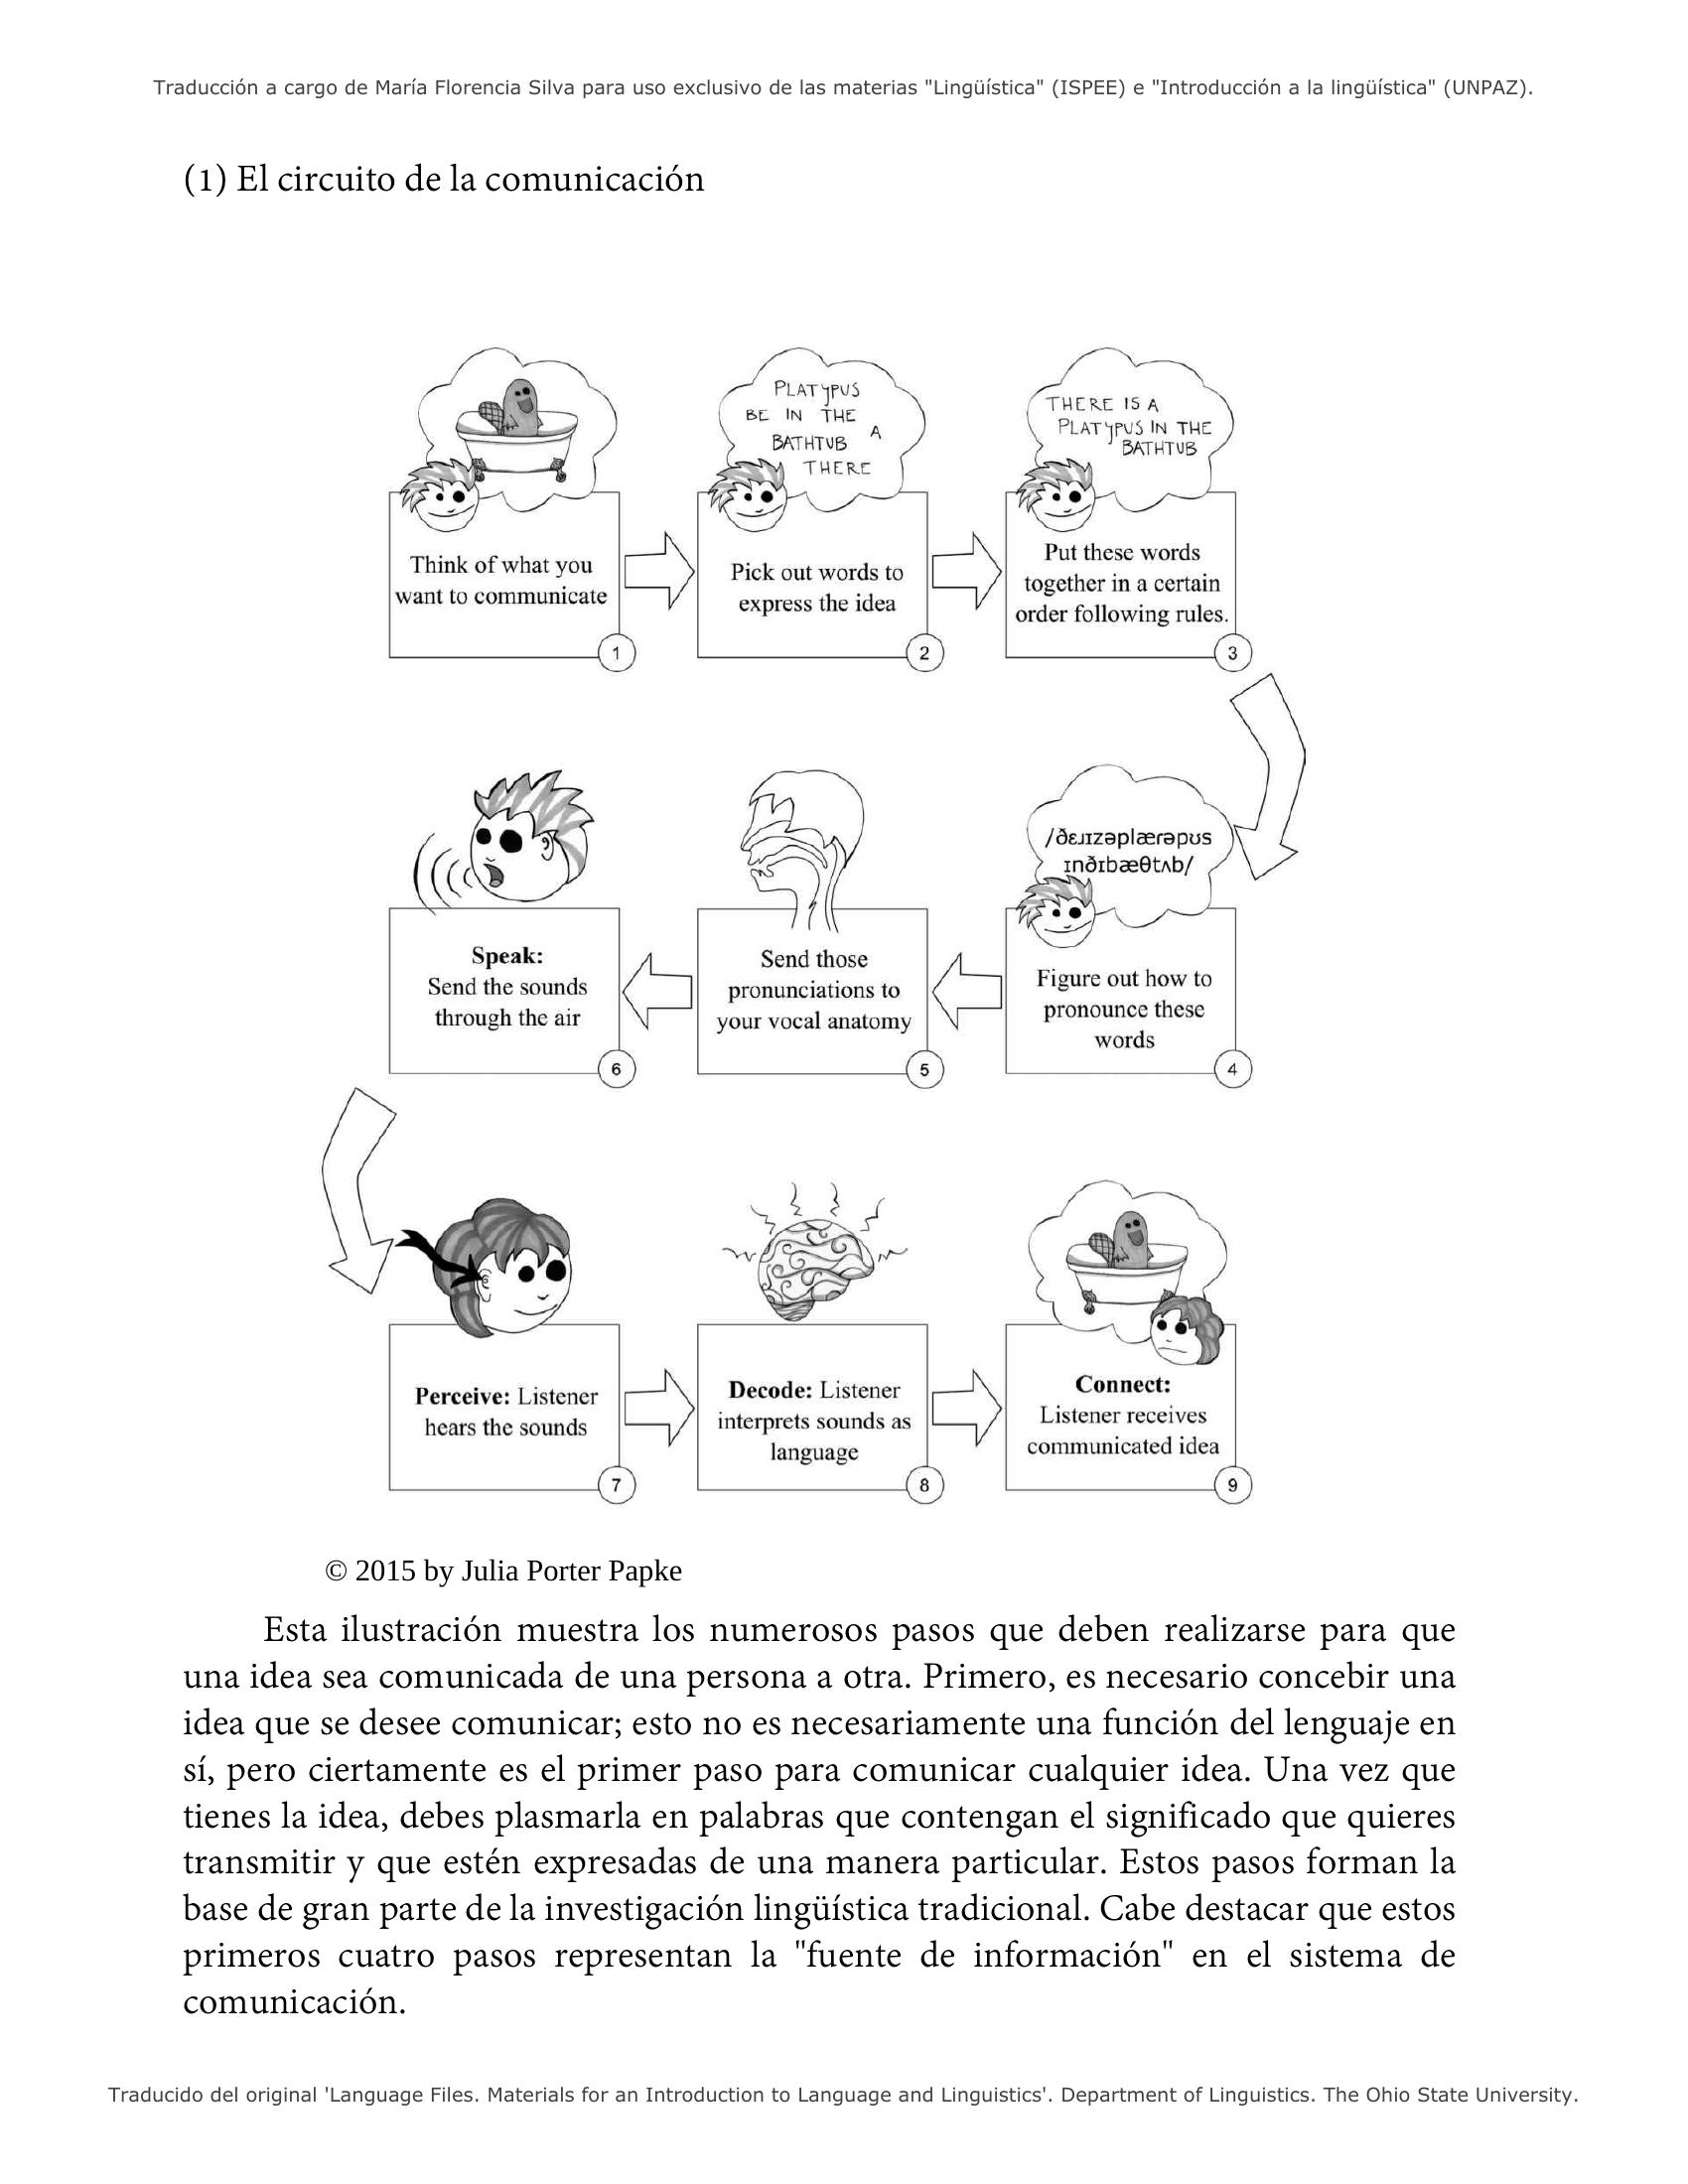 Traducción a cargo de María Florencia Silva para uso exclusivo de las materias "Lingüística" (ISPEE) e "Introducción a la lingüística" (UNPAZ).
(1) El circuito de la comunicación
PLATYPUS
BE IN THE
BATHTUB A
THERE
THERE IS A
PLATYPUS IN THE
BATHTUB
Think of what you
want to communicate
1
Pick out words to
express the idea
2
Put these words
together in a certain
order following rules.
3
/ðɛɹɪzəplæɾəpʊs
ɪnðɪbæθtʌb/
Speak:
Send the sounds
through the air
6
Send those
pronunciations to
your vocal anatomy
5
Figure out how to
pronounce these
words
4
Perceive: Listener
hears the sounds
7
Decode: Listener
interprets sounds as
language
8
Connect:
Listener receives
communicated idea
9
© 2015 by Julia Porter Papke
Esta ilustración muestra los numerosos pasos que deben realizarse para que
una idea sea comunicada de una persona a otra. Primero, es necesario concebir una
idea que se desee comunicar; esto no es necesariamente una función del lenguaje en
sí, pero ciertamente es el primer paso para comunicar cualquier idea. Una vez que
tienes la idea, debes plasmarla en palabras que contengan el significado que quieres
transmitir y que estén expresadas de una manera particular. Estos pasos forman la
base de gran parte de la investigación lingüística tradicional. Cabe destacar que estos
primeros cuatro pasos representan la "fuente de información" en el sistema de
comunicación.
Traducido del original 'Language Files. Materials for an Introduction to Language and Linguistics'. Department of Linguistics. The Ohio State University.